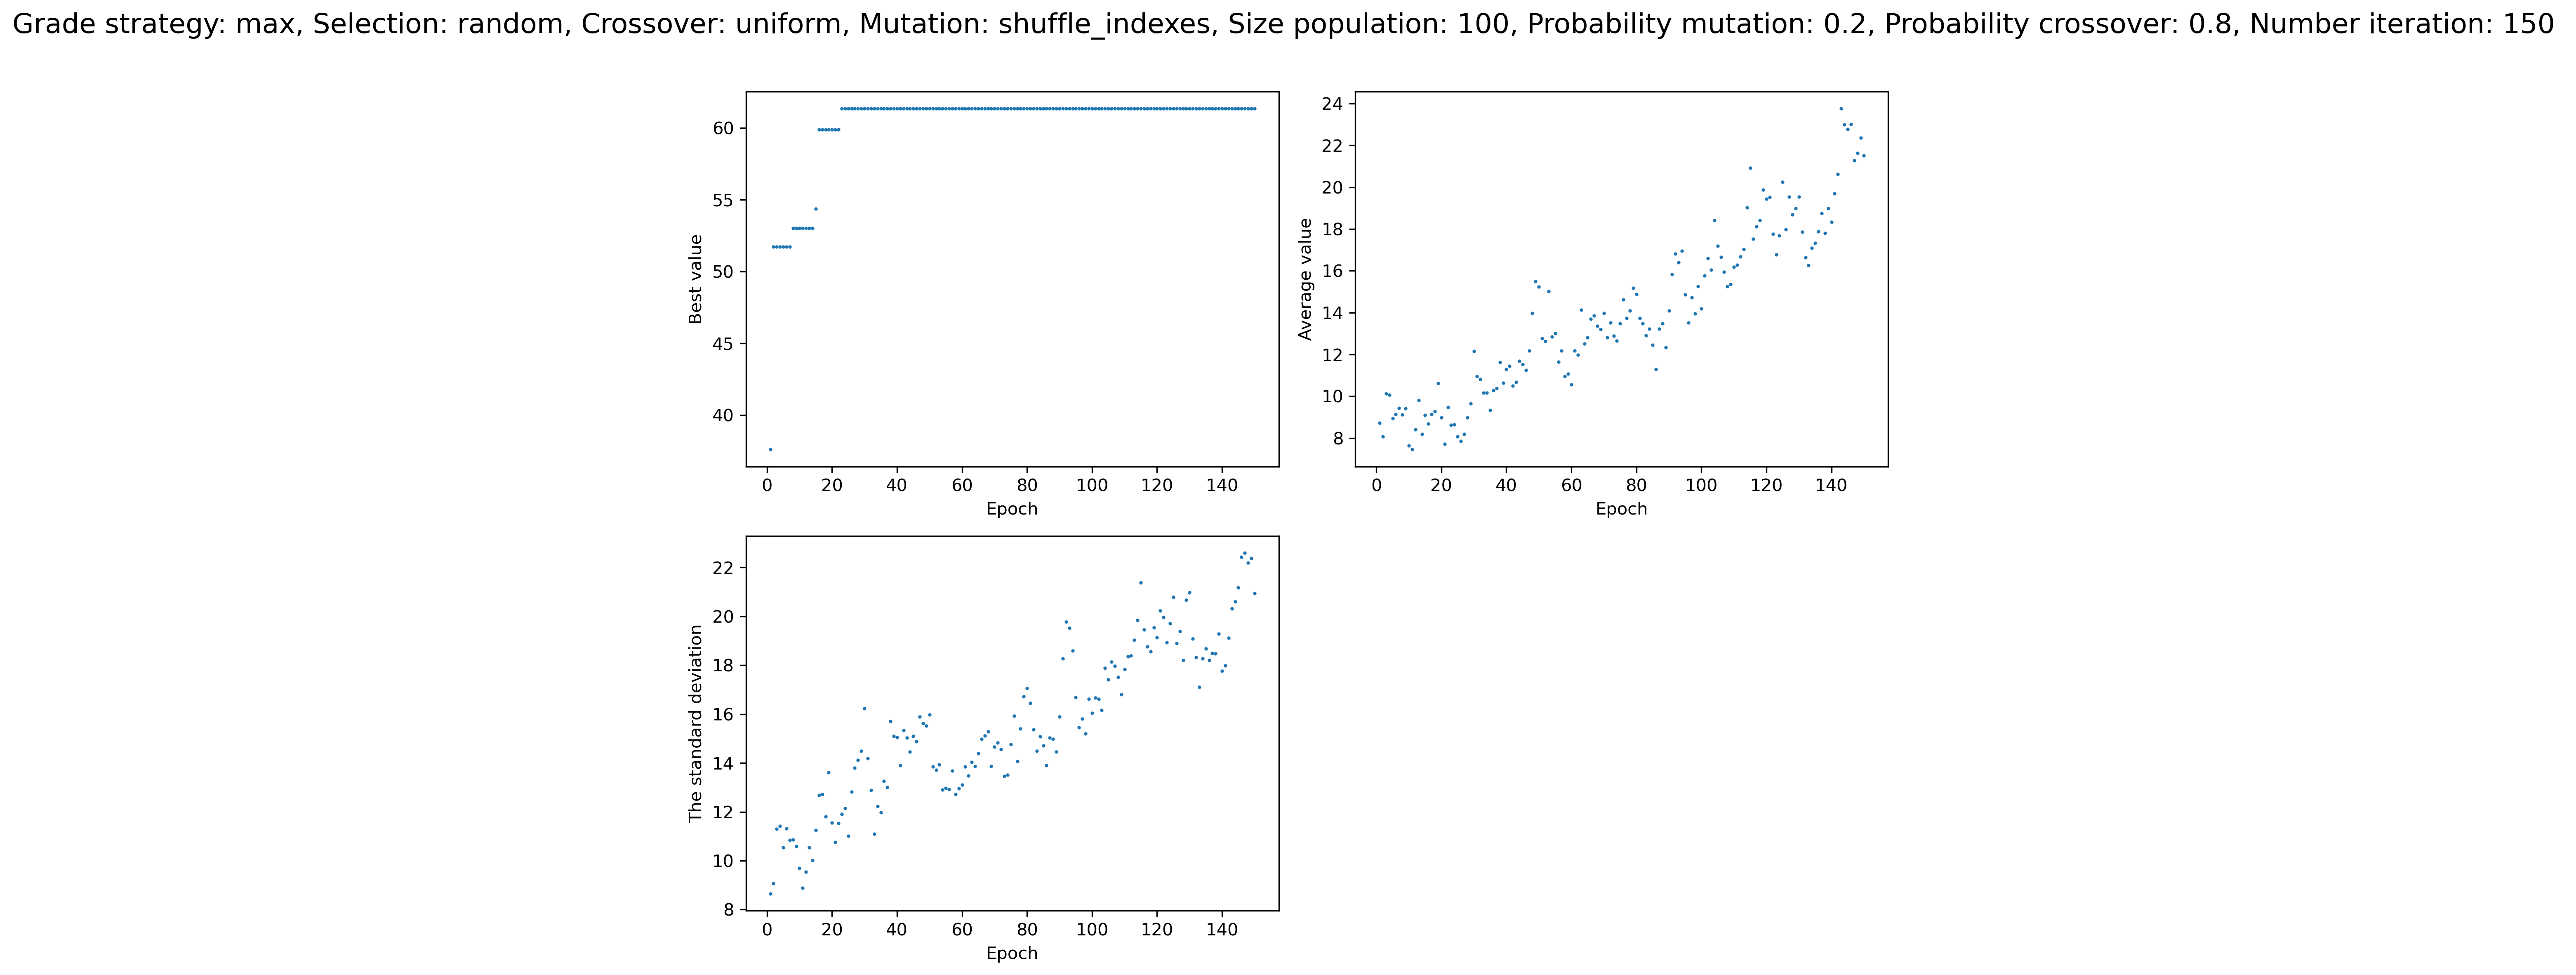 Grade strategy: max, Selection: random, Crossover: uniform, Mutation: shuffle_indexes, Size population: 100, Probability mutation: 0.2, Probability crossover: 0.8, Number iteration: 150
Best value
60
55
50
45
40
0 20 40 60 80 100 120 140
Epoch
Average value
24
22
20
18
16
14
12
10
8
0 20 40 60 80 100 120 140
Epoch
The standard deviation
22
20
18
16
14
12
10
8
0 20 40 60 80 100 120 140
Epoch